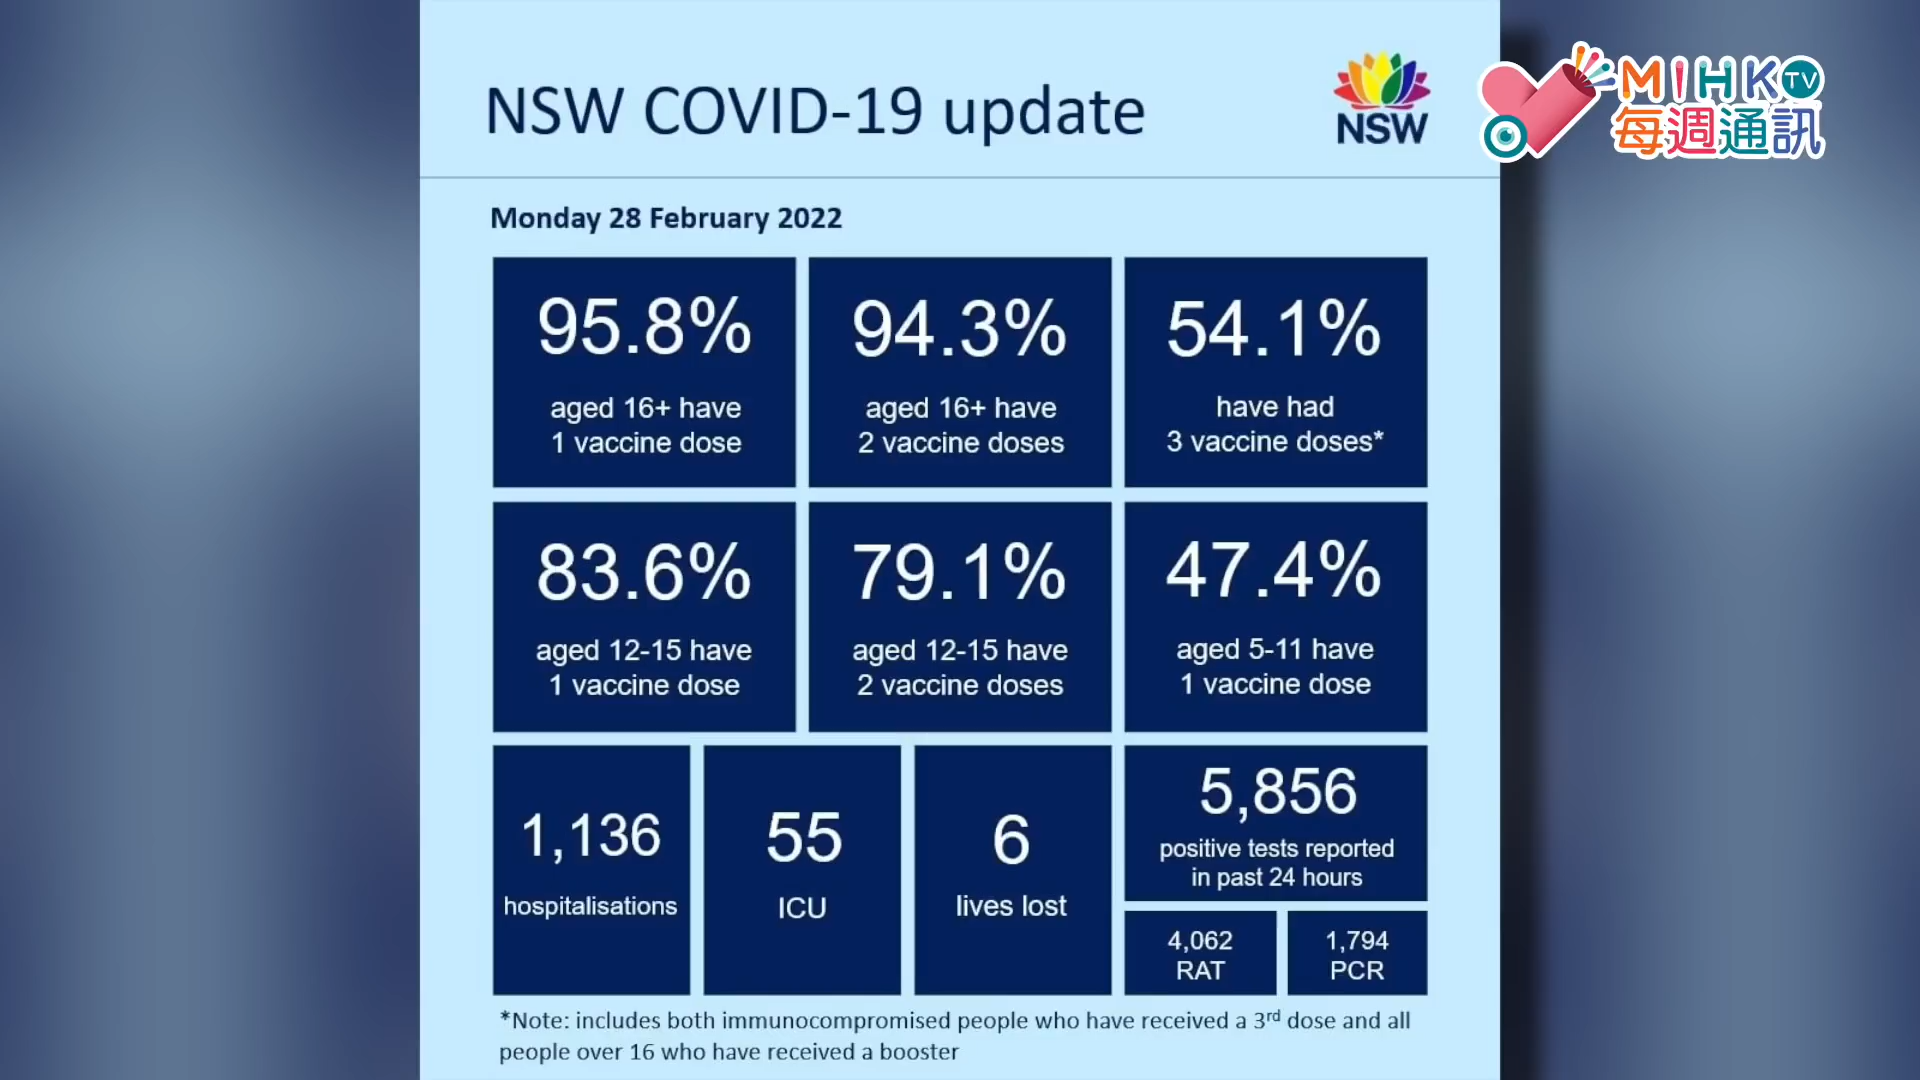 NSW COVID-19 update
NSW
MIHK TV
每週通訊
Monday 28 February 2022
95.8%
aged 16+ have
1 vaccine dose
94.3%
aged 16+ have
2 vaccine doses
54.1%
have had
3 vaccine doses*
83.6%
aged 12-15 have
1 vaccine dose
79.1%
aged 12-15 have
2 vaccine doses
47.4%
aged 5-11 have
1 vaccine dose
1,136
hospitalisations
55
ICU
6
lives lost
5,856
positive tests reported
in past 24 hours
4,062
RAT
1,794
PCR
*Note: includes both immunocompromised people who have received a 3rd dose and all
people over 16 who have received a booster